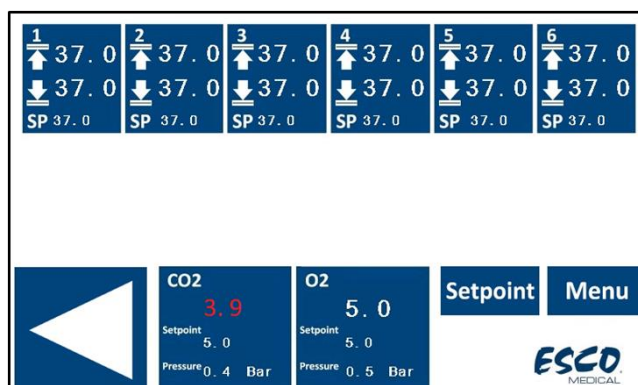 1 2 3 4 5 6
37.0 37.0 37.0 37.0 37.0 37.0
37.0 37.0 37.0 37.0 37.0 37.0
SP 37.0 SP 37.0 SP 37.0 SP 37.0 SP 37.0 SP 37.0
CO2
3.9
Setpoint
5.0
Pressure 0.4 Bar
O2
5.0
Setpoint
5.0
Pressure 0.5 Bar
Setpoint
Menu
ESCO
MEDICAL